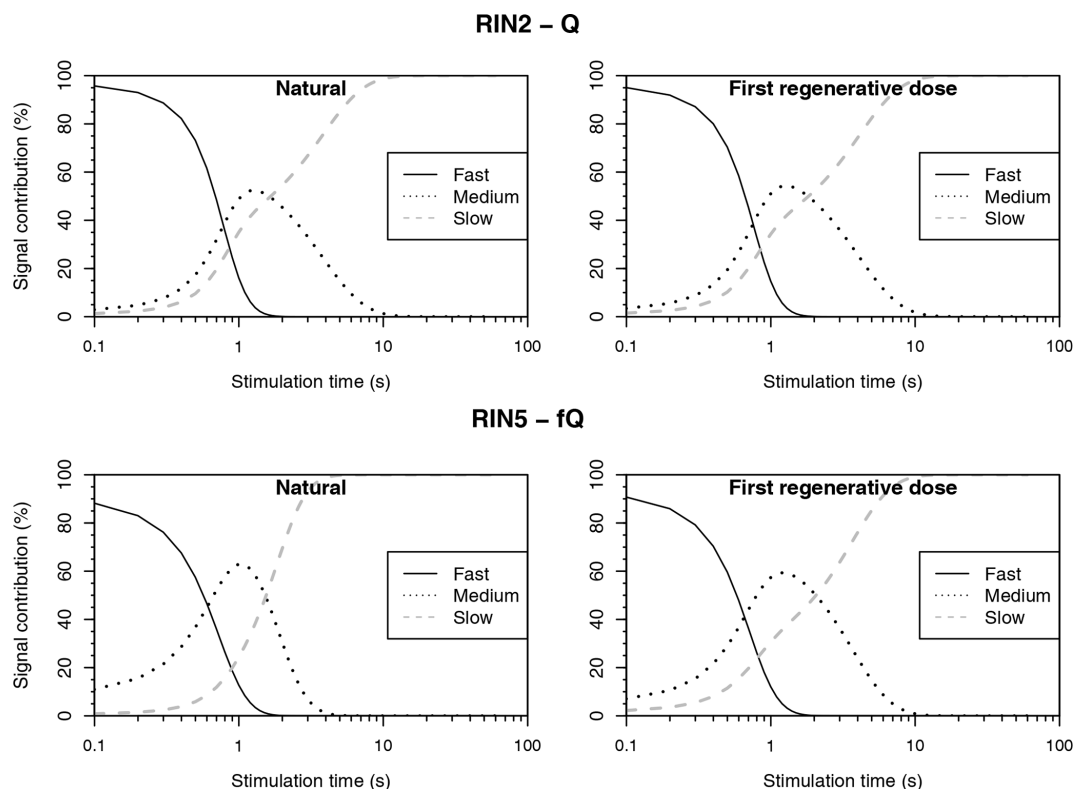 RIN2 – Q
Natural
First regenerative dose
Signal contribution (%)
100
80
60
40
20
0
Fast
Medium
Slow
0.1 1 10 100
Stimulation time (s)
100
80
60
40
20
0
Fast
Medium
Slow
0.1 1 10 100
Stimulation time (s)
RIN5 – fQ
Natural
First regenerative dose
Signal contribution (%)
100
80
60
40
20
0
Fast
Medium
Slow
0.1 1 10 100
Stimulation time (s)
100
80
60
40
20
0
Fast
Medium
Slow
0.1 1 10 100
Stimulation time (s)